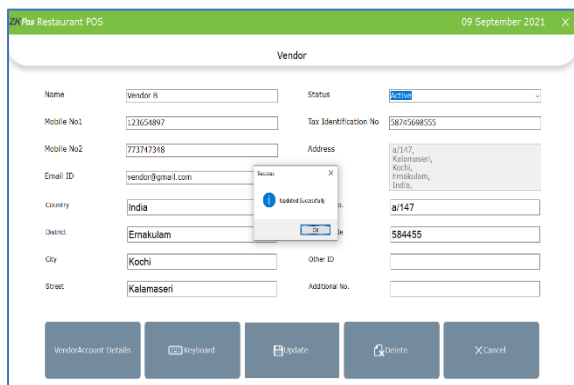 ZKPos Restaurant POS 09 September 2021 X
Vendor
Name Vendor B Status Active
Mobile No1 123654897 Tax Identification No 58745698555
Mobile No2 773747348 Address a/147,
Kalamaseri,
Kochi,
Ernakulam,
India,
Email ID vendor@gmail.com
Success X
Updated Successfully
OK
Country India o. a/147
District Ernakulam de 584455
City Kochi Other ID
Street Kalamaseri Additional No.
VendorAccount Details Keyboard Update Delete X Cancel